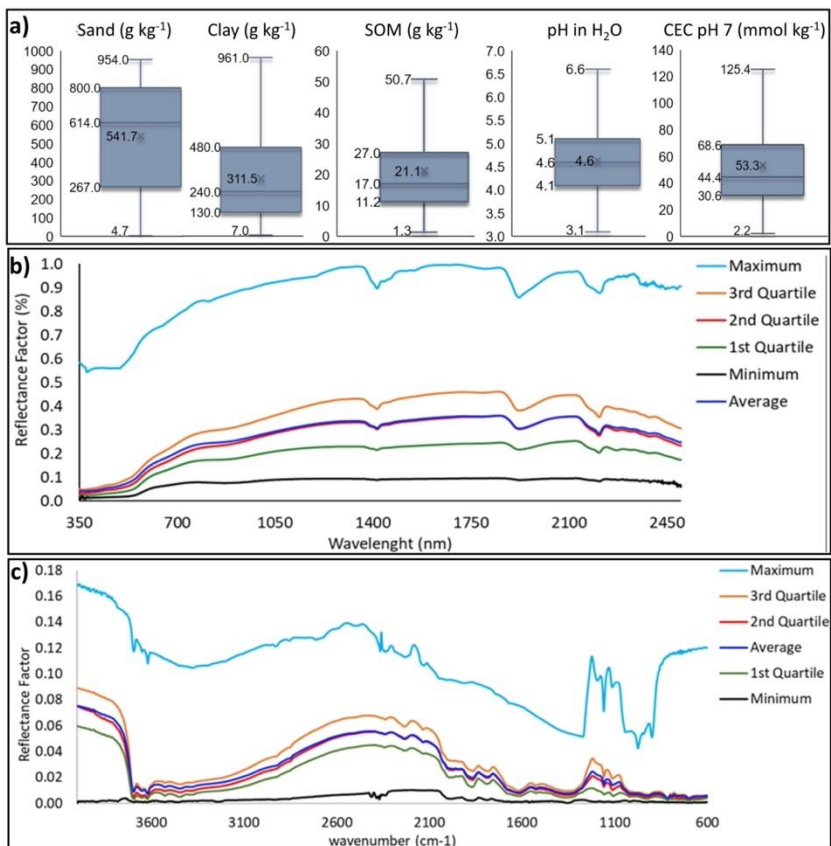 a) Sand (g kg⁻¹) Clay (g kg⁻¹) SOM (g kg⁻¹) pH in H₂O CEC pH 7 (mmol kg⁻¹)
1000 900 800 700 600 500 400 300 200 100 0
954.0
800.0
614.0
541.7
267.0
4.7
961.0
480.0
311.5
240.0
130.0
7.0
60 50 40 30 20 10 0
50.7
27.0
21.1
17.0
11.2
1.3
7.0 6.5 6.0 5.5 5.0 4.5 4.0 3.5 3.0
6.6
5.1
4.6 4.6
4.1
3.1
140 120 100 80 60 40 20 0
125.4
68.6
53.3
44.4
30.6
2.2
b)
Reflectance Factor (%)
1.0
0.9
0.8
0.7
0.6
0.5
0.4
0.3
0.2
0.1
0.0
350 700 1050 1400 1750 2100 2450
Wavelenght (nm)
Maximum
3rd Quartile
2nd Quartile
1st Quartile
Minimum
Average
c)
Reflectance Factor
0.18
0.16
0.14
0.12
0.10
0.08
0.06
0.04
0.02
0.00
3600 3100 2600 2100 1600 1100 600
wavenumber (cm-1)
Maximum
3rd Quartile
2nd Quartile
Average
1st Quartile
Minimum